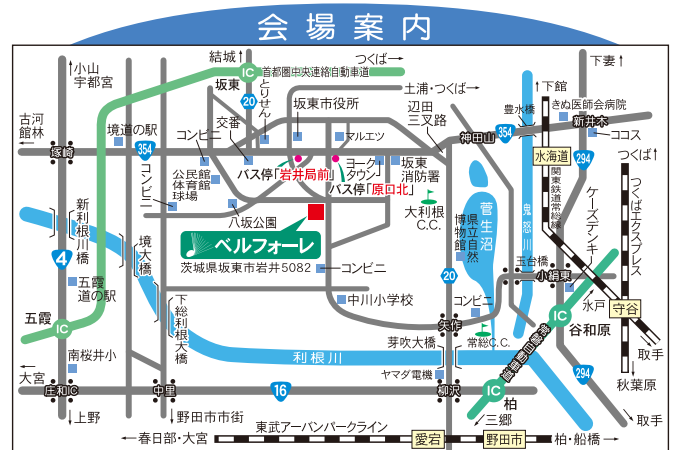 会場案内
結城↑
つくば→
下妻↑
↑小山
宇都宮
IC
首都圏中央連絡自動車道
坂東
20
とりせん
土浦・つくば→
↑下館
きぬ医師会病院
豊水橋
古河
館林
←
境道の駅
コンビニ
交番
坂東市役所
マルエツ
辺田
三叉路
神田山
354
新井木
ココス
塚崎
354
294
つくば↑
水海道
コンビニ
公民館
体育館
球場
バス停「岩井局前」
ヨーク
タウン
バス停「原口北」
坂東
消防署
大利根
C.C.
関東鉄道常総線
ケーズデンキ
つくばエクスプレス
新利根川橋
境大橋
八坂公園
菅生沼
鬼怒川
県立自然
博物館
ベルフォーレ
茨城県坂東市岩井5082
コンビニ
4
五霞
道の駅
玉台橋
小絹東
20
水戸
下総利根大橋
中川小学校
コンビニ
守谷
五霞
IC
矢作
IC
谷和原
南桜井小
利根川
芽吹大橋
常総C.C.
取手
←
大宮
ヤマダ電機
294
秋葉原
庄和IC
中里
16
柳沢
IC
柏
↓上野
↓野田市市街
三郷
取手
東武アーバンパークライン
←春日部・大宮
愛宕
野田市
柏・船橋→